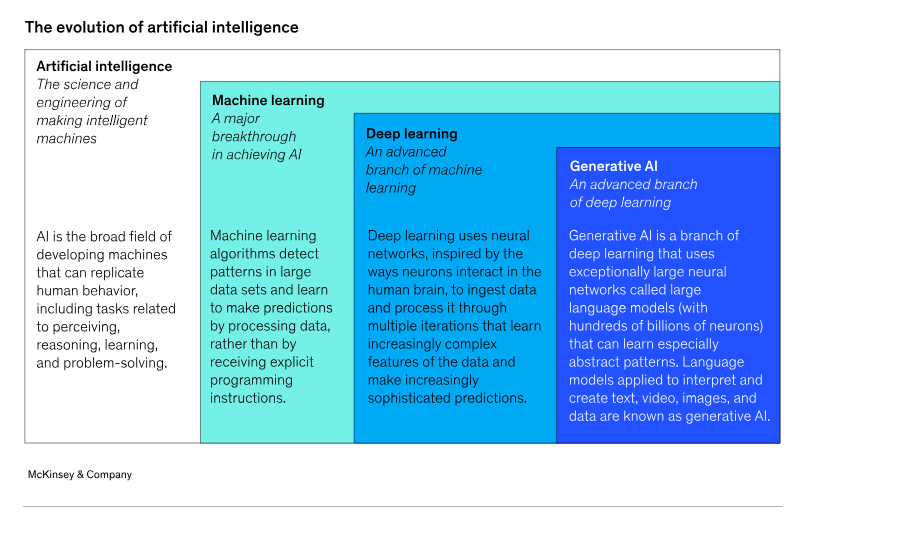 The evolution of artificial intelligence
Artificial intelligence
The science and
engineering of
making intelligent
machines
AI is the broad field of
developing machines
that can replicate
human behavior,
including tasks related
to perceiving,
reasoning, learning,
and problem-solving.
Machine learning
A major
breakthrough
in achieving AI
Machine learning
algorithms detect
patterns in large
data sets and learn
to make predictions
by processing data,
rather than by
receiving explicit
programming
instructions.
Deep learning
An advanced
branch of machine
learning
Deep learning uses neural
networks, inspired by the
ways neurons interact in the
human brain, to ingest data
and process it through
multiple iterations that learn
increasingly complex
features of the data and
make increasingly
sophisticated predictions.
Generative AI
An advanced branch
of deep learning
Generative AI is a branch of
deep learning that uses
exceptionally large neural
networks called large
language models (with
hundreds of billions of neurons)
that can learn especially
abstract patterns. Language
models applied to interpret and
create text, video, images, and
data are known as generative AI.
McKinsey & Company